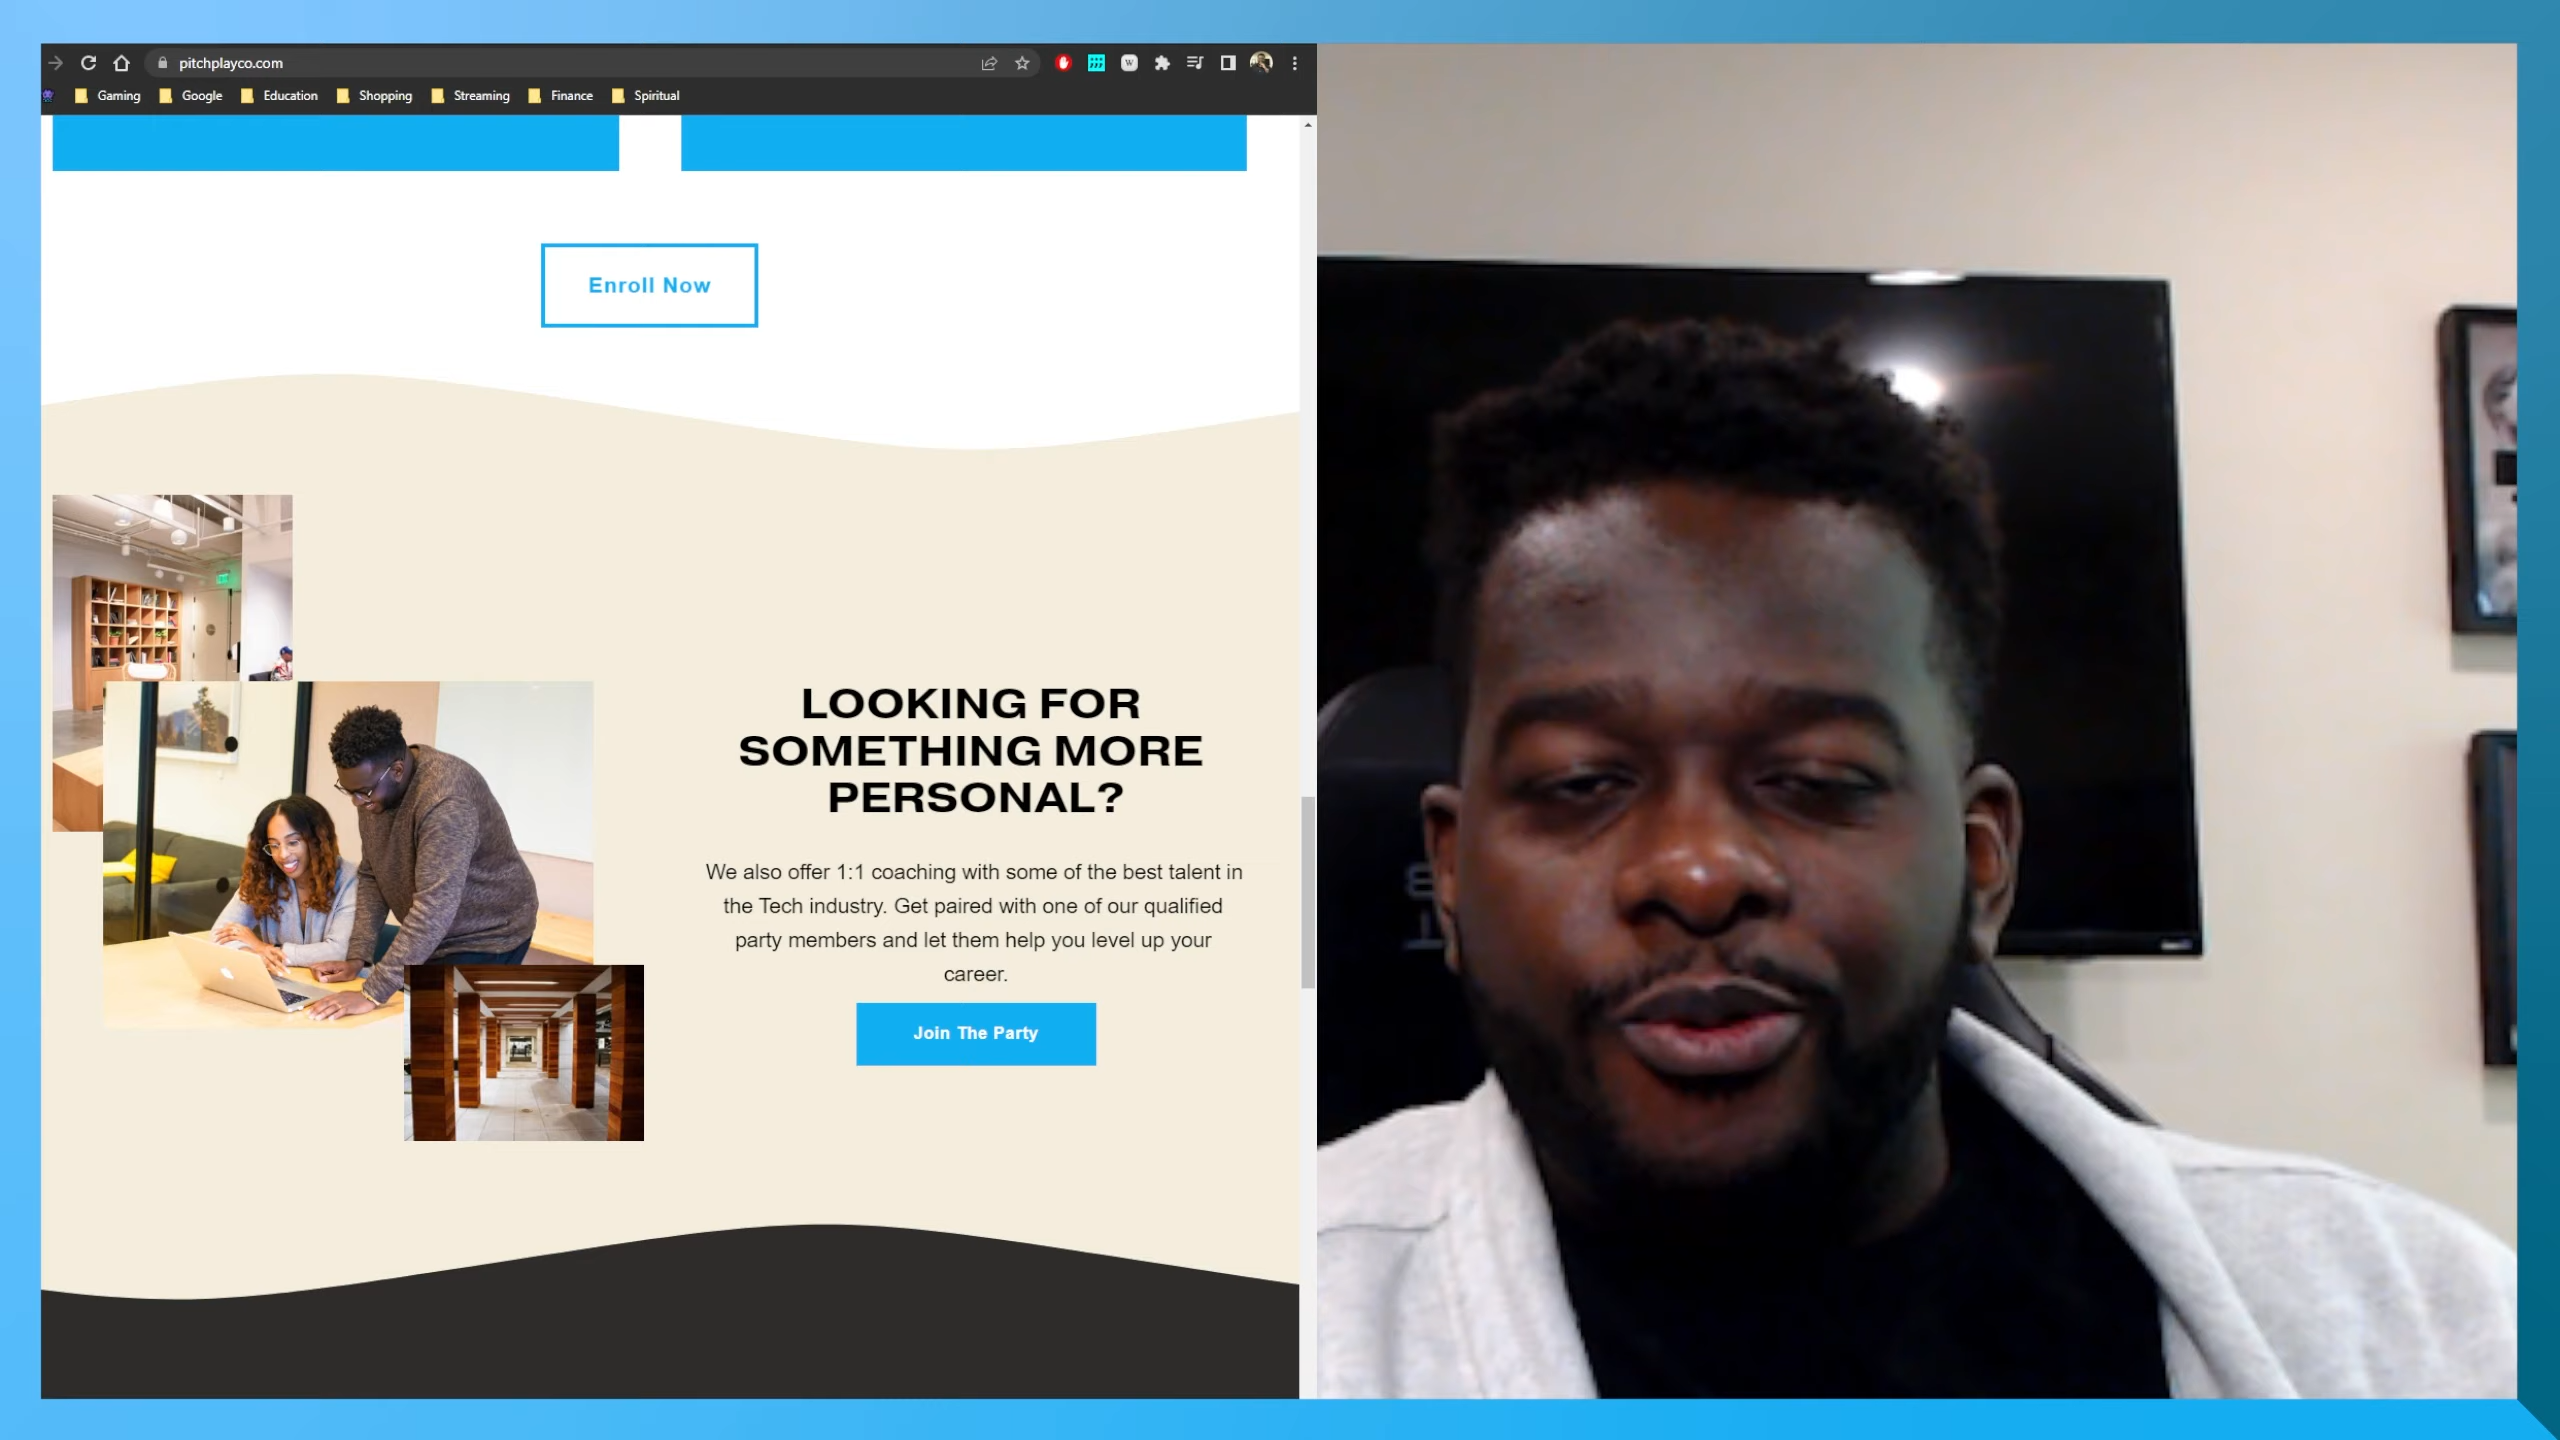 pitchplayco.com
Gaming Google Education Shopping Streaming Finance Spiritual
Enroll Now
LOOKING FOR
SOMETHING MORE
PERSONAL?
We also offer 1:1 coaching with some of the best talent in
the Tech industry. Get paired with one of our qualified
party members and let them help you level up your
career.
Join The Party